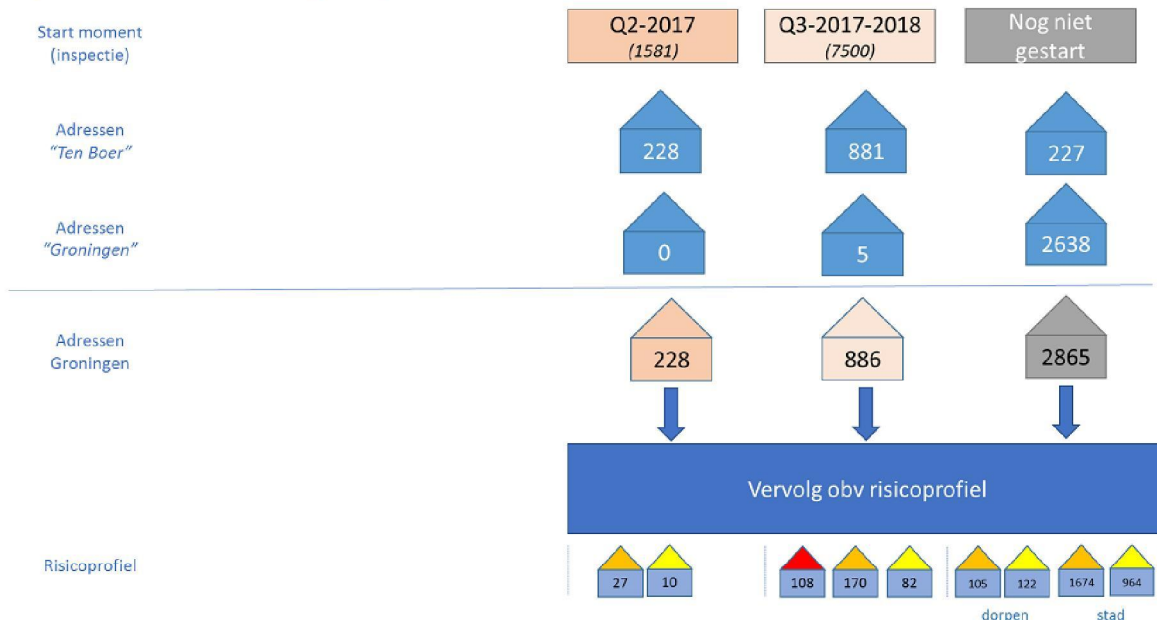 Start moment
(inspectie)
Q2-2017
(1581)
Q3-2017-2018
(7500)
Nog niet
gestart
Adressen
"Ten Boer"
228
881
227
Adressen
"Groningen"
0
5
2638
Adressen
Groningen
228
886
2865
Vervolg obv risicoprofiel
Risicoprofiel
27
10
108
170
82
105
122
1674
964
dorpen
stad